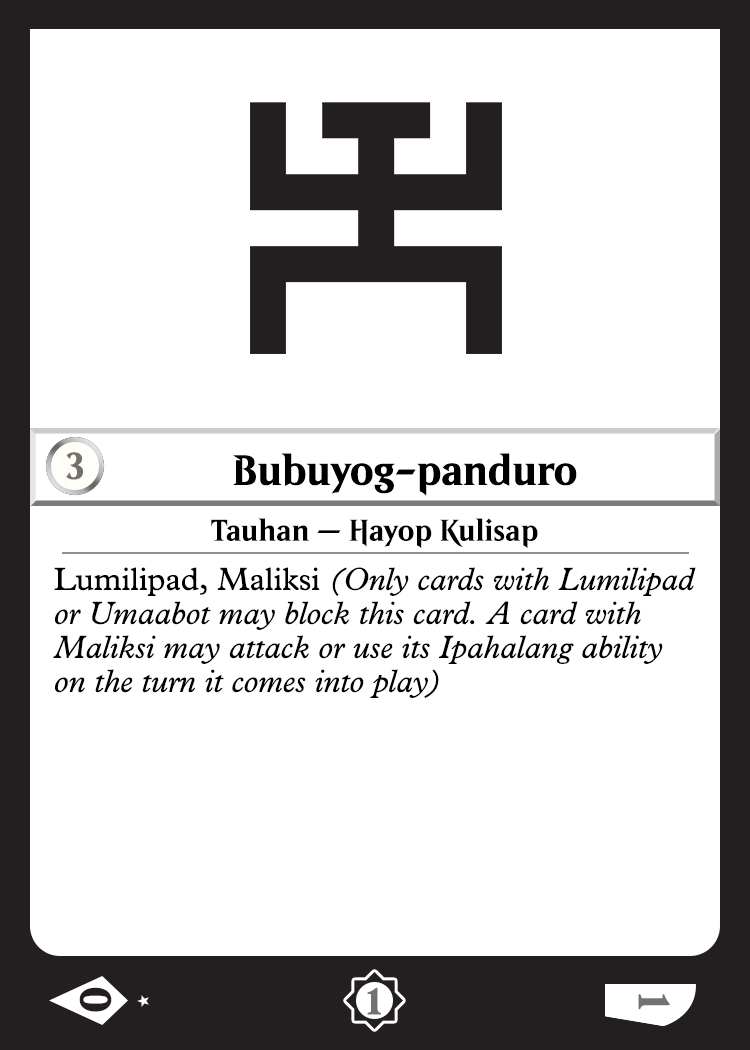 3
Bubuyog-panduro
Tauhan — Hayop Kulisap
Lumilipad, Maliksi (Only cards with Lumilipad
or Umaabot may block this card. A card with
Maliksi may attack or use its Ipahalang ability
on the turn it comes into play)
0
1
1